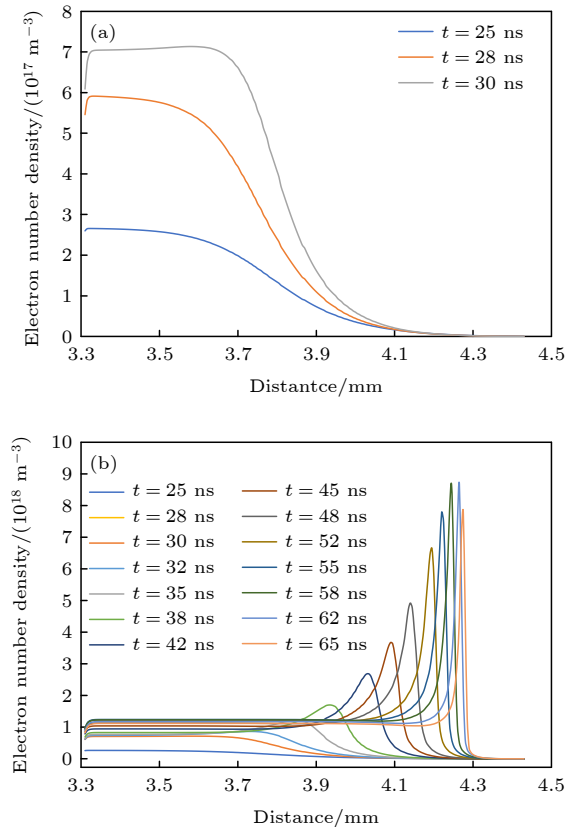 (a)
Electron number density/(10¹⁷ m⁻³)
8
7
6
5
4
3
2
1
0
t = 25 ns
t = 28 ns
t = 30 ns
3.3 3.5 3.7 3.9 4.1 4.3 4.5
Distantce/mm
(b)
Electron number density/(10¹⁸ m⁻³)
10
9
8
7
6
5
4
3
2
1
0
t = 25 ns t = 45 ns
t = 28 ns t = 48 ns
t = 30 ns t = 52 ns
t = 32 ns t = 55 ns
t = 35 ns t = 58 ns
t = 38 ns t = 62 ns
t = 42 ns t = 65 ns
3.3 3.5 3.7 3.9 4.1 4.3 4.5
Distance/mm